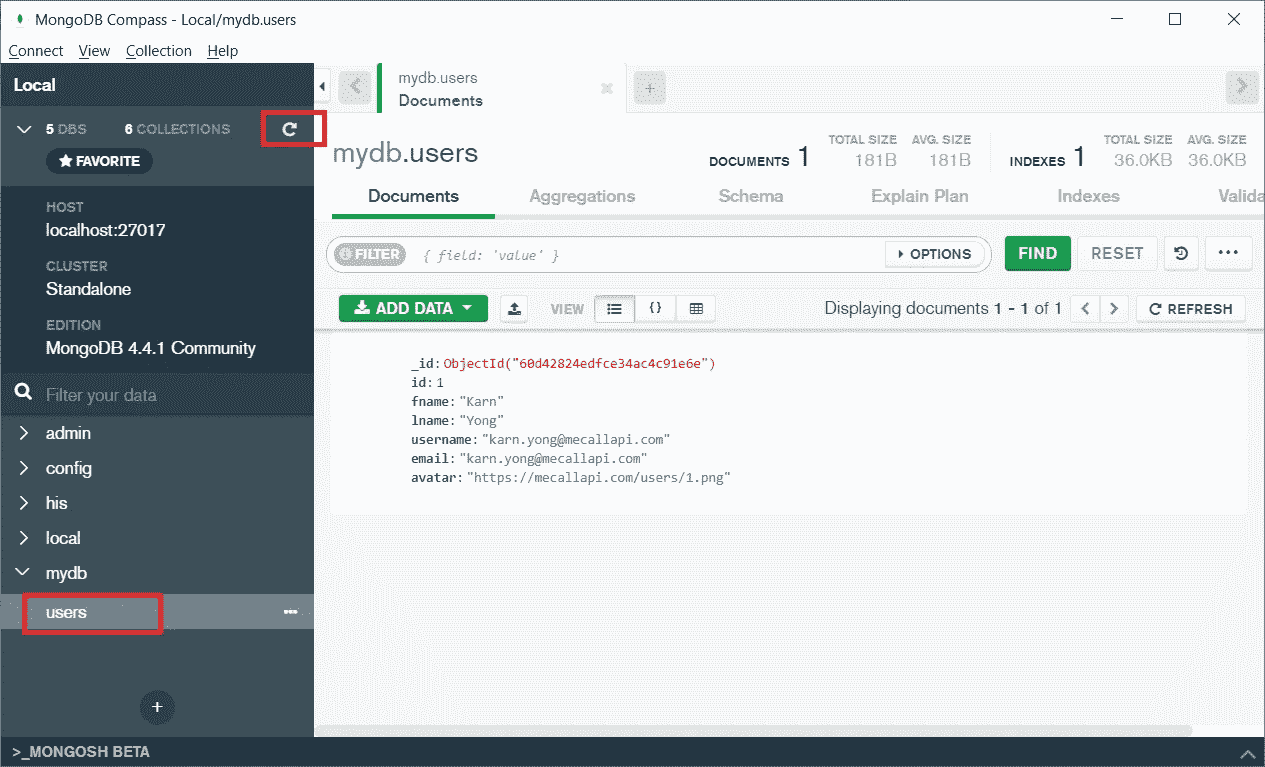 MongoDB Compass - Local/mydb.users
Connect View Collection Help
Local
5 DBS 6 COLLECTIONS
FAVORITE
HOST
localhost:27017
CLUSTER
Standalone
EDITION
MongoDB 4.4.1 Community
Filter your data
admin
config
his
local
mydb
users
>_MONGOSH BETA
mydb.users
Documents
mydb.users
DOCUMENTS 1
TOTAL SIZE AVG. SIZE
181B 181B
INDEXES 1
TOTAL SIZE AVG. SIZE
36.0KB 36.0KB
Documents Aggregations Schema Explain Plan Indexes Valida
FILTER { field: 'value' } OPTIONS FIND RESET
ADD DATA VIEW {} Displaying documents 1 - 1 of 1 REFRESH
_id: ObjectId("60d42824edfce34ac4c91e6e")
id: 1
fname: "Karn"
lname: "Yong"
username: "karn.yong@mecallapi.com"
email: "karn.yong@mecallapi.com"
avatar: "https://mecallapi.com/users/1.png"